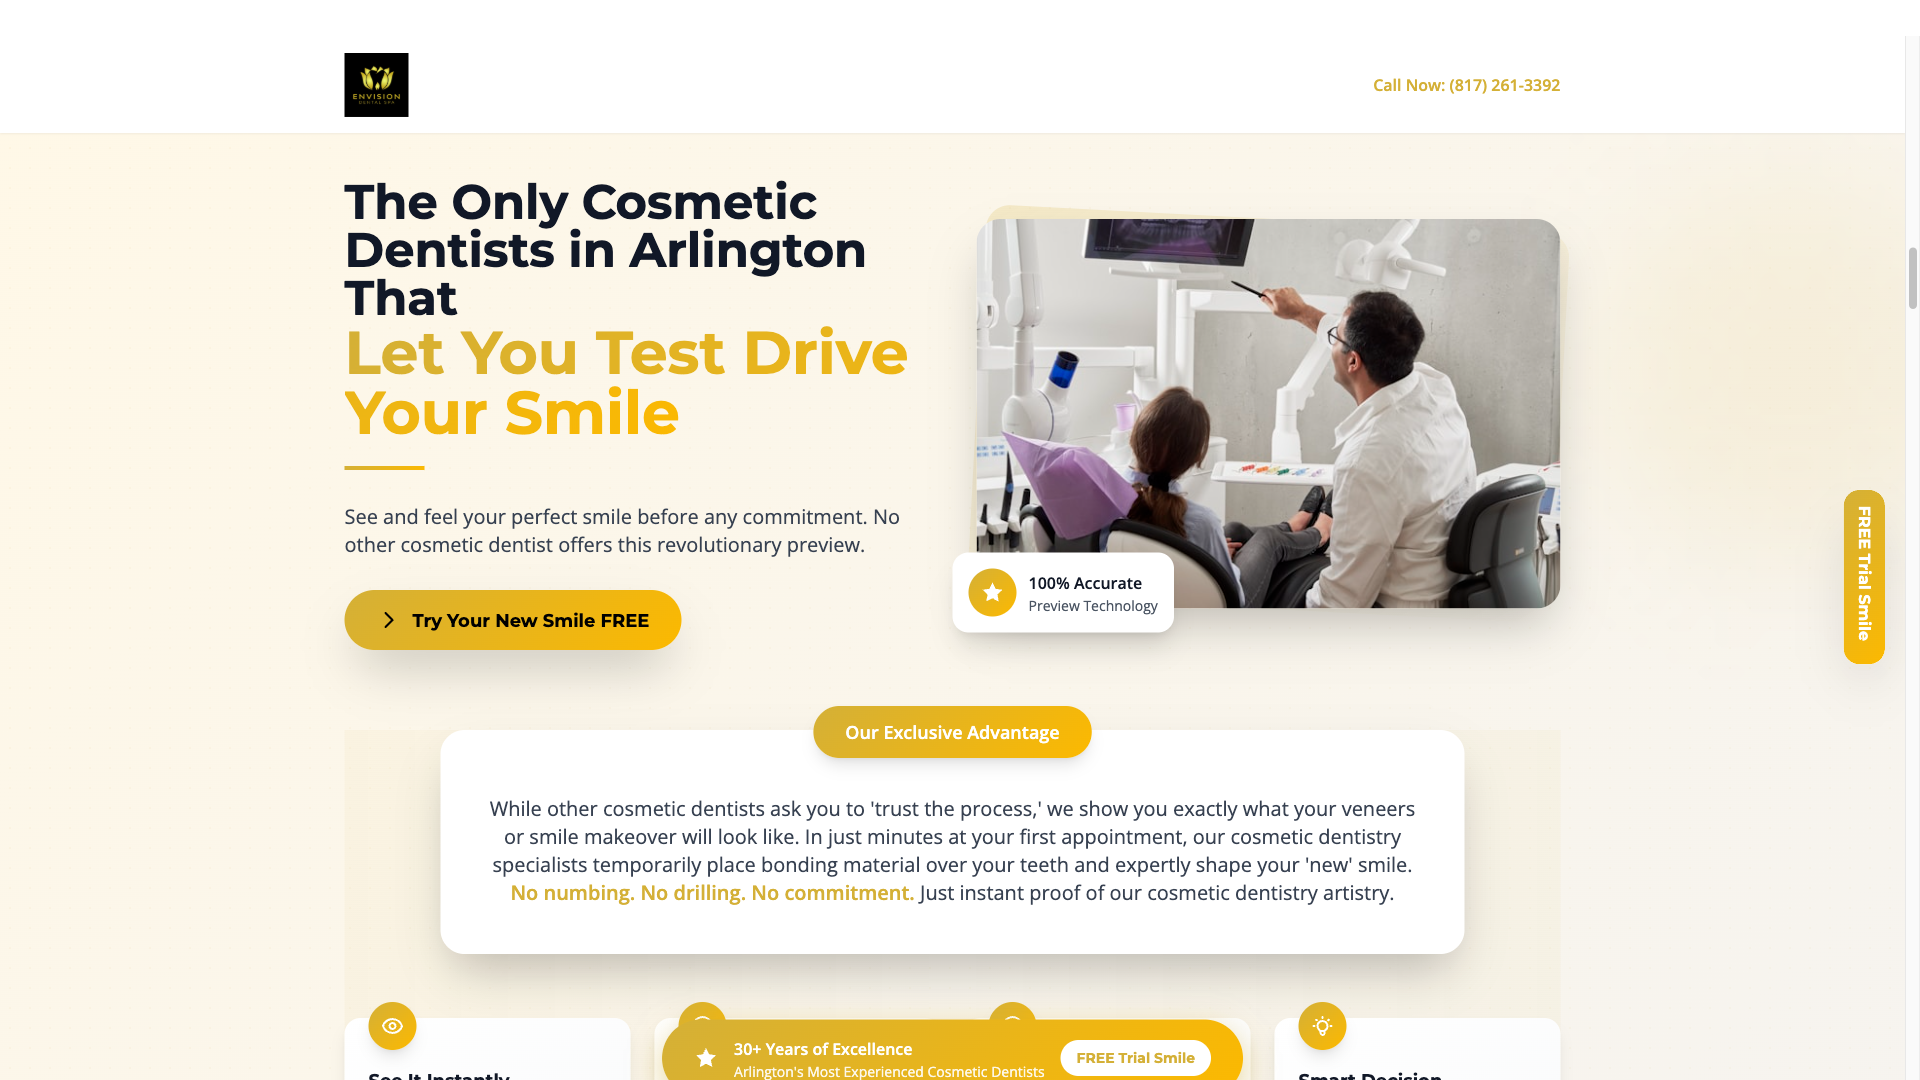 ENVISION
DENTAL SPA
Call Now: (817) 261-3392
The Only Cosmetic
Dentists in Arlington
That
Let You Test Drive
Your Smile
See and feel your perfect smile before any commitment. No
other cosmetic dentist offers this revolutionary preview.
Try Your New Smile FREE
100% Accurate
Preview Technology
FREE Trial Smile
Our Exclusive Advantage
While other cosmetic dentists ask you to 'trust the process,' we show you exactly what your veneers
or smile makeover will look like. In just minutes at your first appointment, our cosmetic dentistry
specialists temporarily place bonding material over your teeth and expertly shape your 'new' smile.
No numbing. No drilling. No commitment. Just instant proof of our cosmetic dentistry artistry.
See It Instantly
30+ Years of Excellence
Arlington's Most Experienced Cosmetic Dentists
FREE Trial Smile
Smart Decision